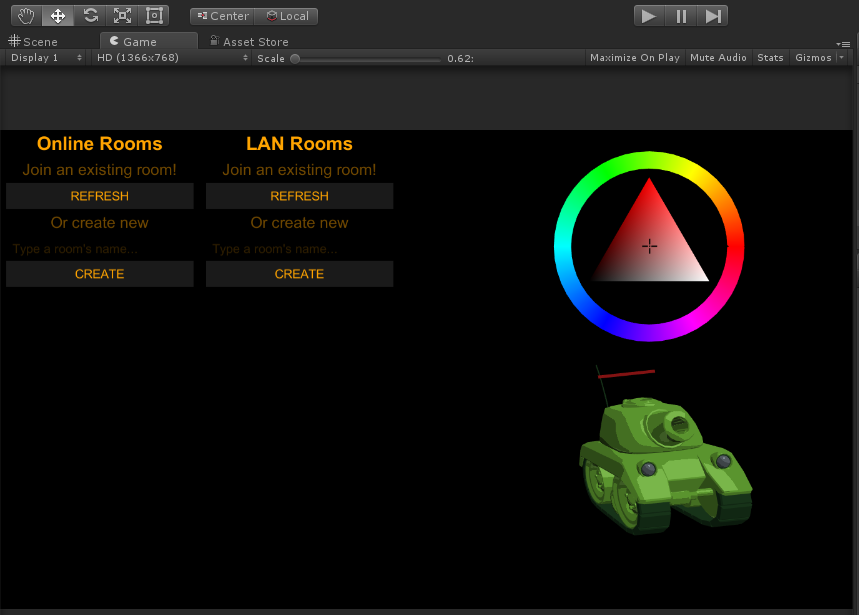 Center Local
Scene Game Asset Store
Display 1 HD (1366x768) Scale 0.62: Maximize On Play Mute Audio Stats Gizmos
Online Rooms LAN Rooms
Join an existing room! Join an existing room!
REFRESH REFRESH
Or create new Or create new
Type a room's name... Type a room's name...
CREATE CREATE